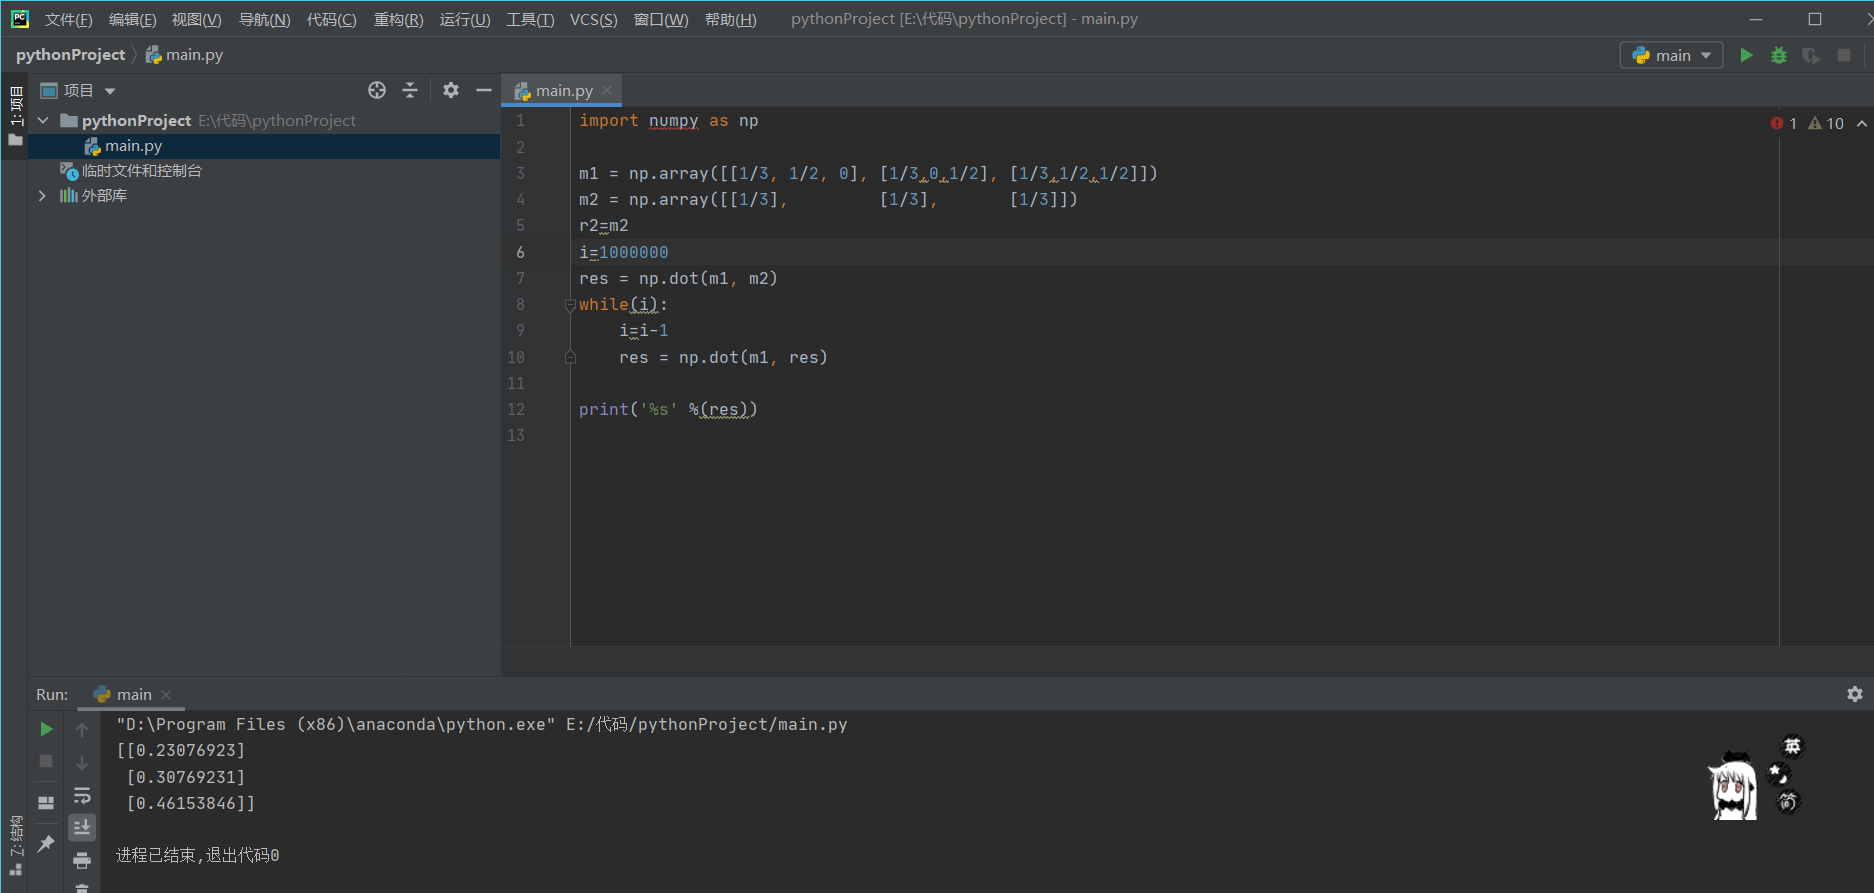 文件(F) 编辑(E) 视图(V) 导航(N) 代码(C) 重构(R) 运行(U) 工具(T) VCS(S) 窗口(W) 帮助(H) pythonProject [E:\代码\pythonProject] - main.py
pythonProject main.py main
1:项目
项目
main.py
pythonProject E:\代码\pythonProject
main.py
临时文件和控制台
外部库
1 10
1 import numpy as np
2
3 m1 = np.array([[1/3, 1/2, 0], [1/3,0,1/2], [1/3,1/2,1/2]])
4 m2 = np.array([[1/3], [1/3], [1/3]])
5 r2=m2
6 i=1000000
7 res = np.dot(m1, m2)
8 while(i):
9 i=i-1
10 res = np.dot(m1, res)
11
12 print('%s' %(res))
13
Run: main
"D:\Program Files (x86)\anaconda\python.exe" E:/代码/pythonProject/main.py
[[0.23076923]
[0.30769231]
[0.46153846]]
进程已结束,退出代码0
Z:结构
英
简